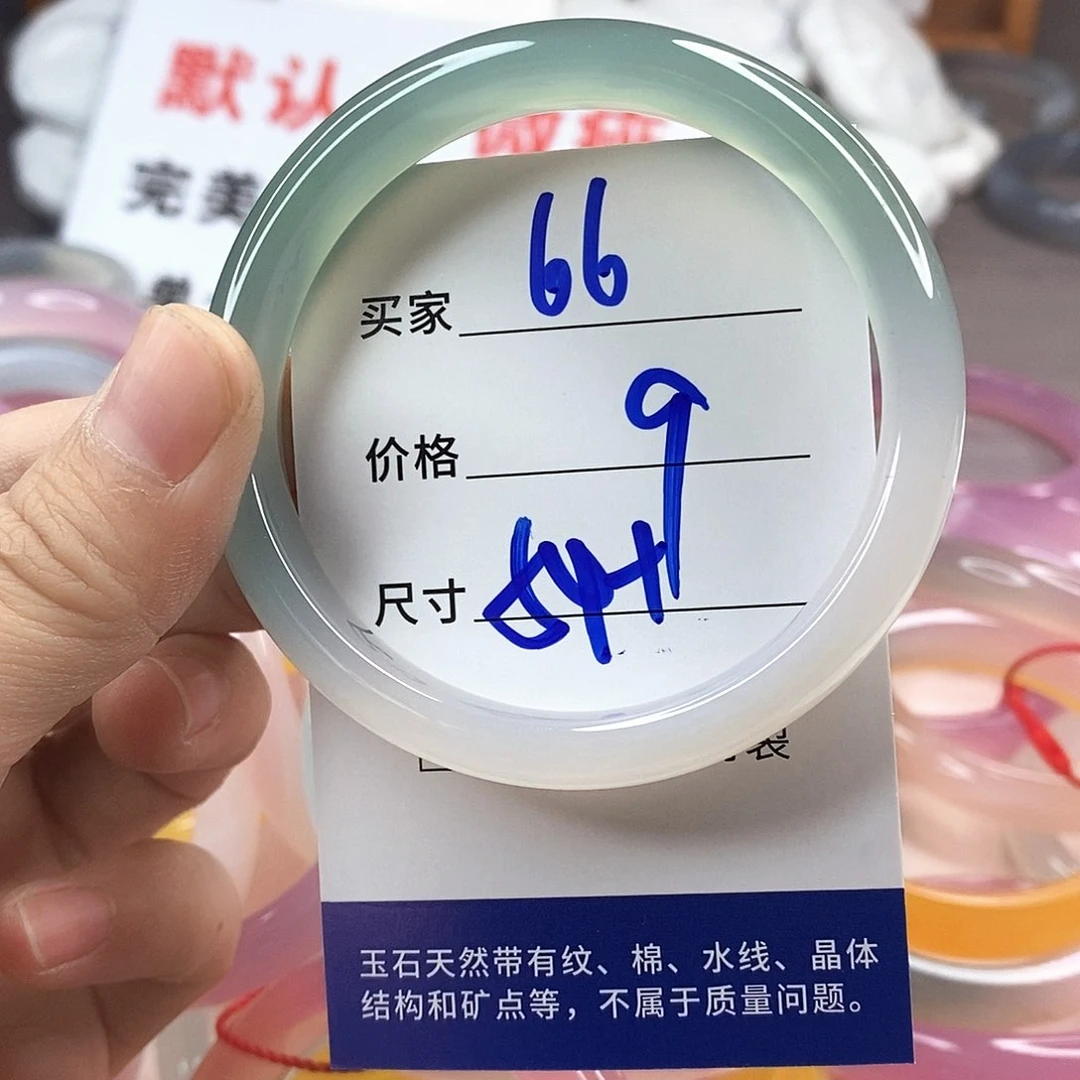 默认
完美
买家 66
价格 9
尺寸 54+
玉石天然带有纹、棉、水线、晶体
结构和矿点等，不属于质量问题。